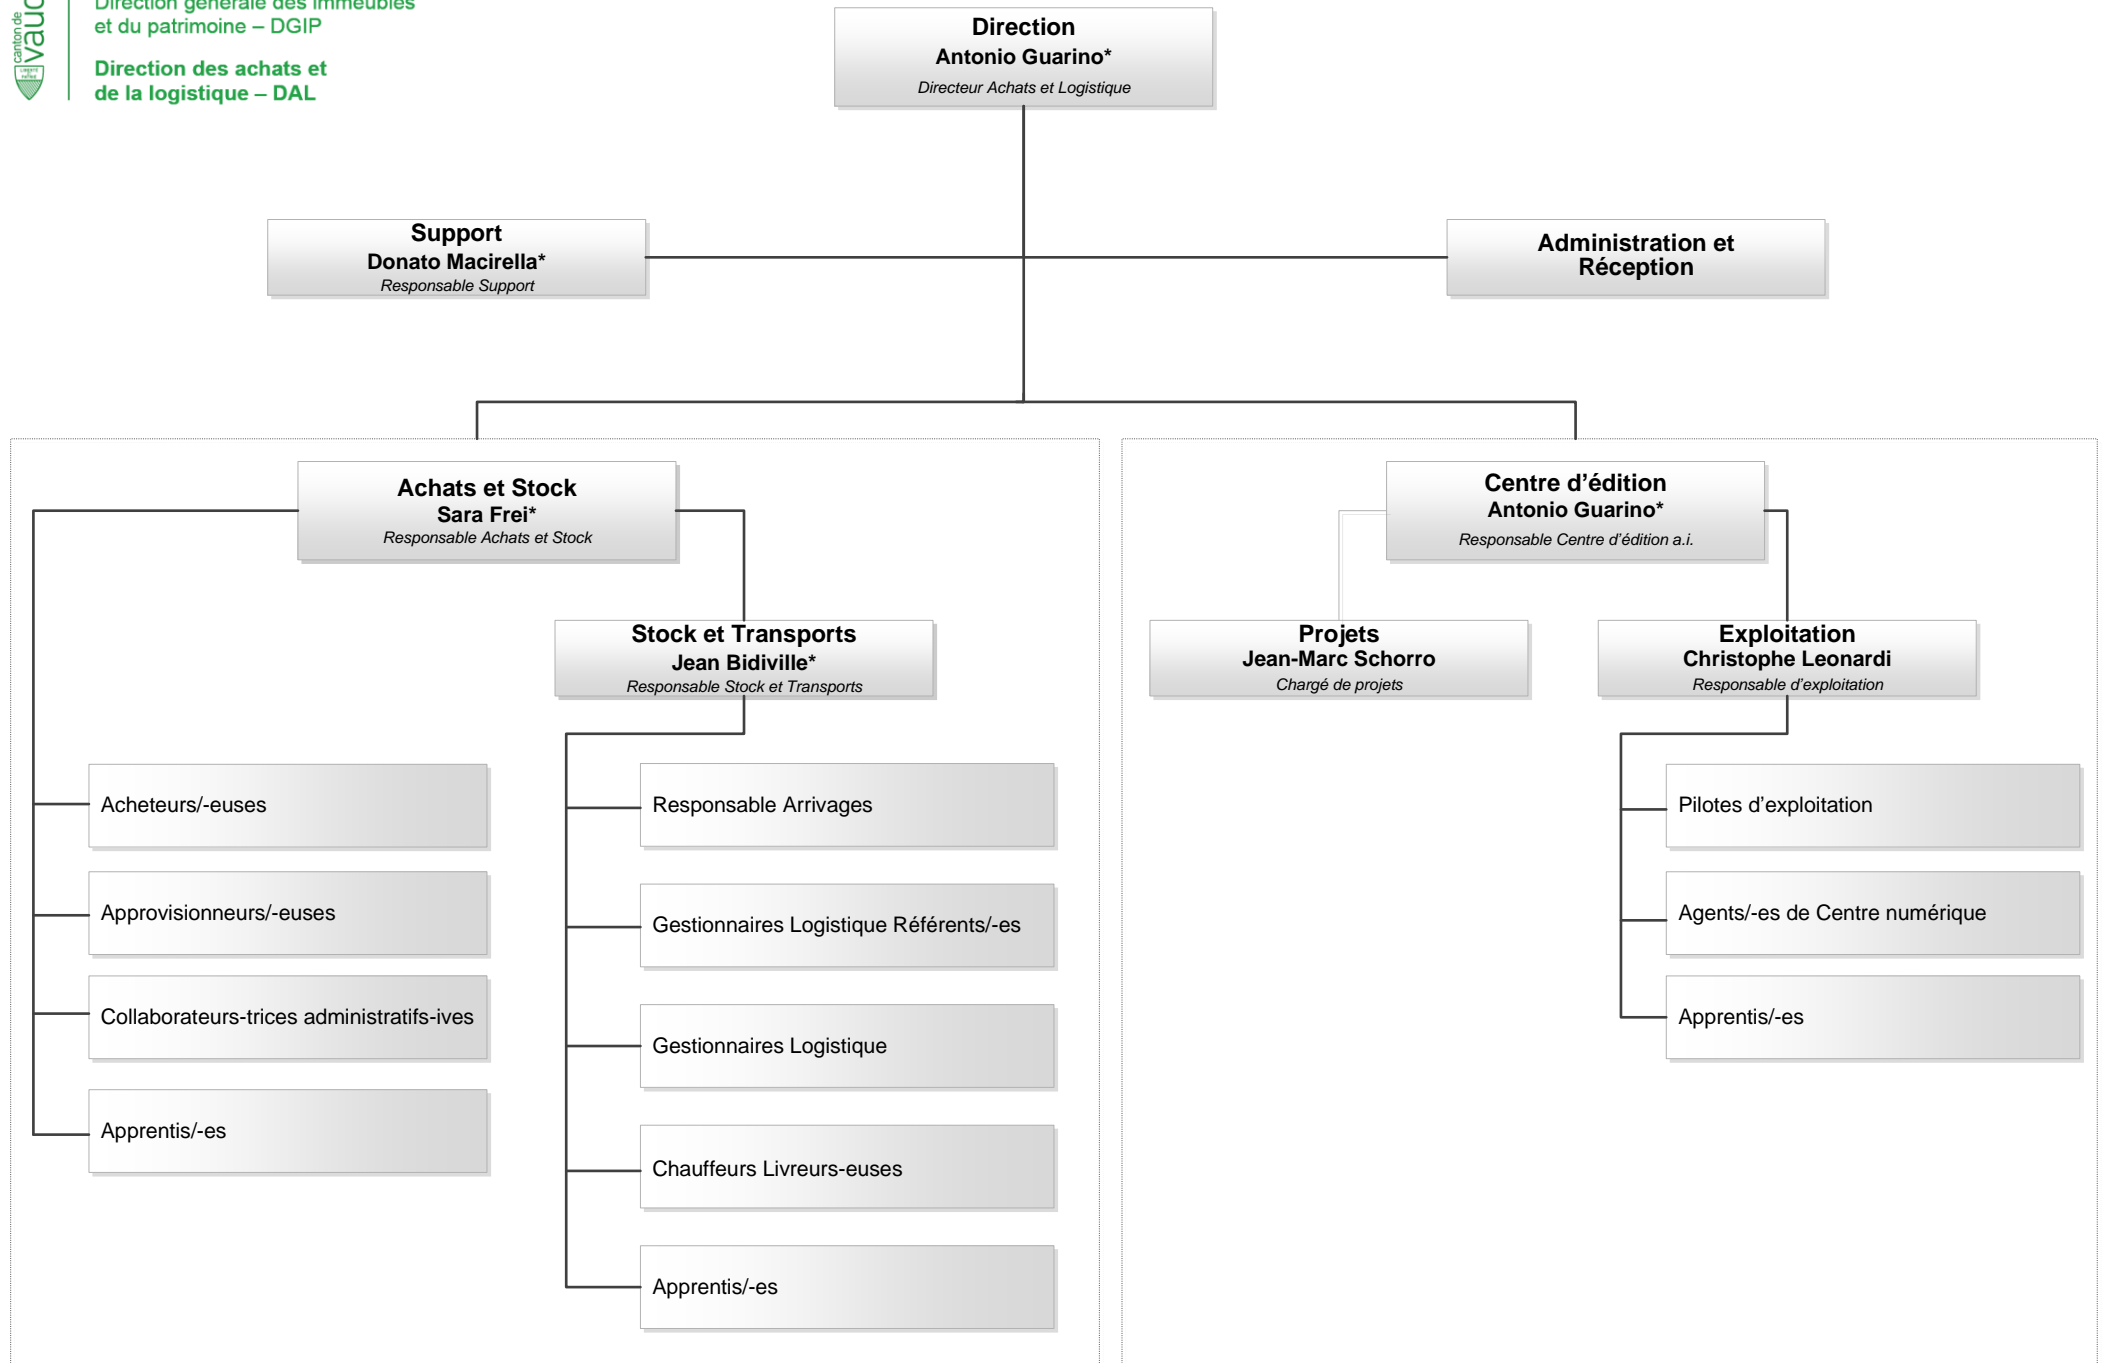 canton de
vaud
LIBERTÉ
ET
PATRIE
Direction générale des immeubles
et du patrimoine – DGIP
Direction des achats et
de la logistique – DAL
Direction
Antonio Guarino*
Directeur Achats et Logistique
Support
Donato Macirella*
Responsable Support
Administration et
Réception
Achats et Stock
Sara Frei*
Responsable Achats et Stock
Stock et Transports
Jean Bidiville*
Responsable Stock et Transports
Acheteurs/-euses
Approvisionneurs/-euses
Collaborateurs-trices administratifs-ives
Apprentis/-es
Responsable Arrivages
Gestionnaires Logistique Référents/-es
Gestionnaires Logistique
Chauffeurs Livreurs-euses
Apprentis/-es
Centre d'édition
Antonio Guarino*
Responsable Centre d'édition a.i.
Projets
Jean-Marc Schorro
Chargé de projets
Exploitation
Christophe Leonardi
Responsable d'exploitation
Pilotes d'exploitation
Agents/-es de Centre numérique
Apprentis/-es